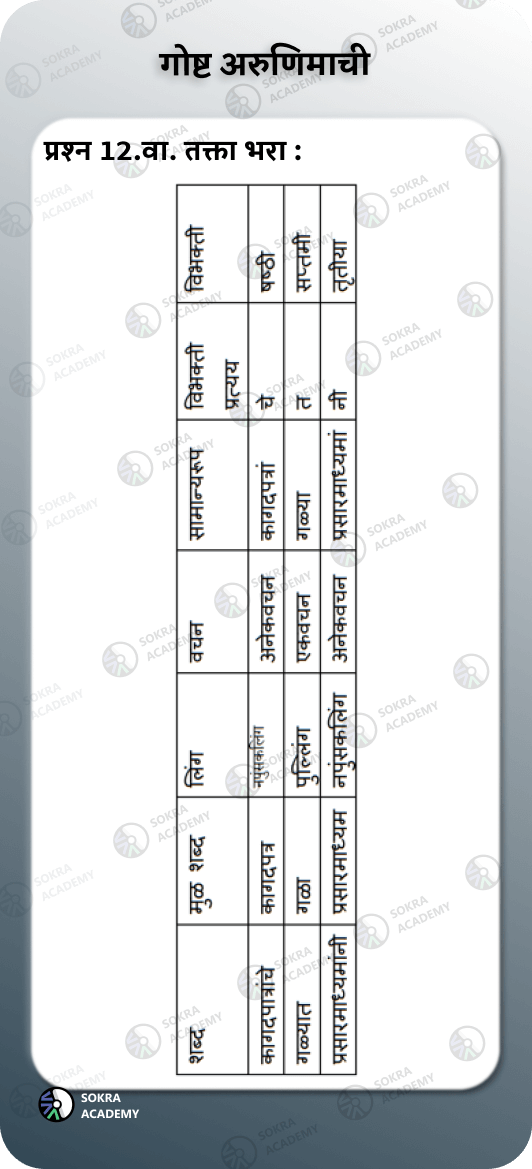 गोष्ट अरुणिमाची
प्रश्न 12.वा. तक्ता भरा :
शब्द मुळ शब्द लिंग वचन सामान्यरूप विभक्ती प्रत्यय विभक्ती
कागदपात्रांचे कागदपत्र नपुंसकलिंग अनेकवचन कागदपत्रां चे षष्ठी
गळ्यात गळा पुल्लिंग एकवचन गळ्या त सप्तमी
प्रसारमाध्यमांनी प्रसारमाध्यम नपुंसकलिंग अनेकवचन प्रसारमाध्यमां नी तृतीया
SOKRA
ACADEMY